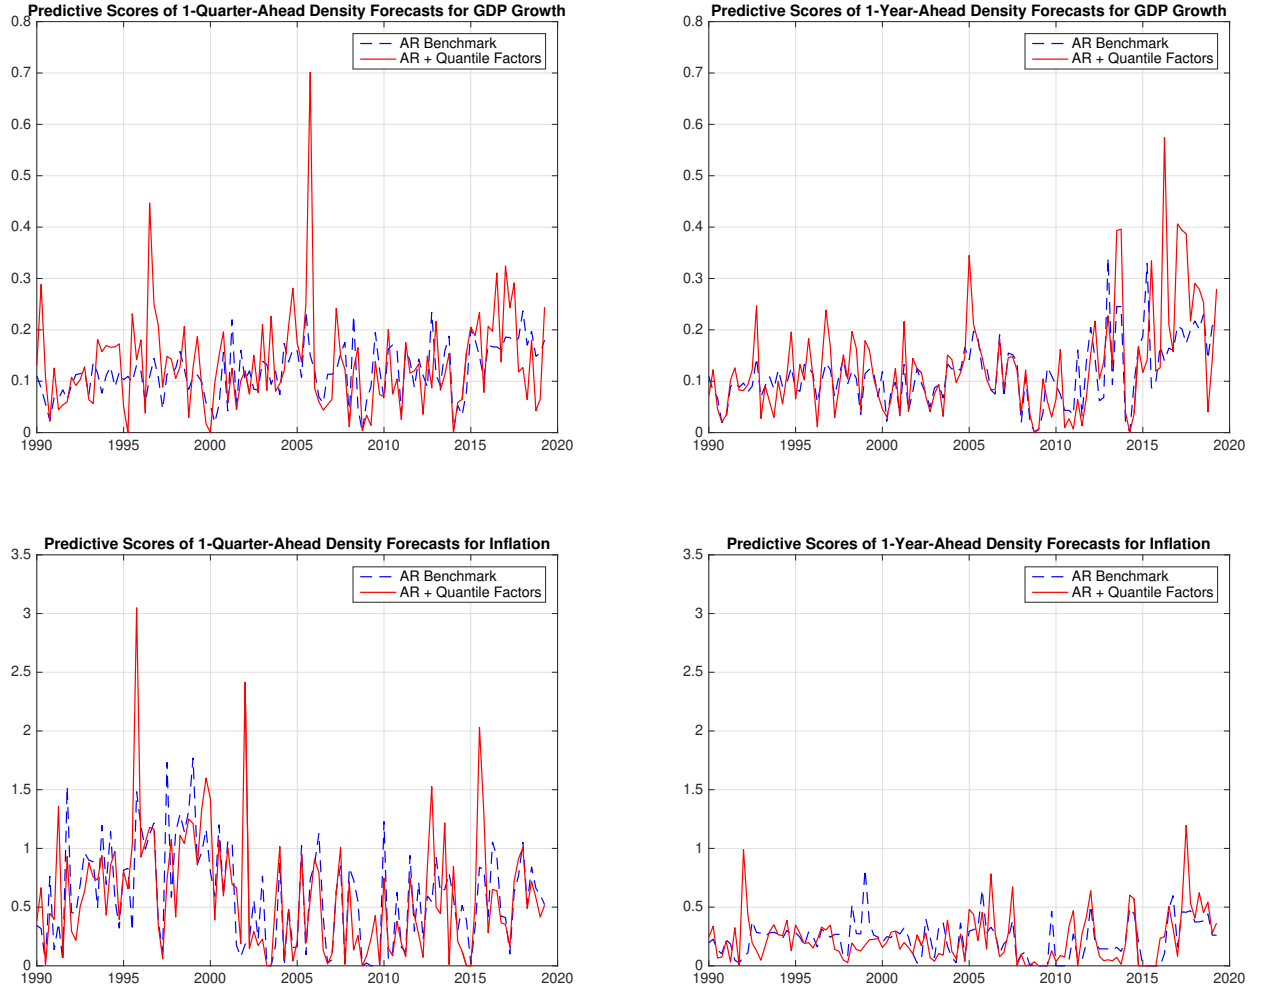 Predictive Scores of 1-Quarter-Ahead Density Forecasts for GDP Growth
0.8
0.7
0.6
0.5
0.4
0.3
0.2
0.1
0
1990 1995 2000 2005 2010 2015 2020
AR Benchmark
AR + Quantile Factors
Predictive Scores of 1-Year-Ahead Density Forecasts for GDP Growth
0.8
0.7
0.6
0.5
0.4
0.3
0.2
0.1
0
1990 1995 2000 2005 2010 2015 2020
AR Benchmark
AR + Quantile Factors
Predictive Scores of 1-Quarter-Ahead Density Forecasts for Inflation
3.5
3
2.5
2
1.5
1
0.5
0
1990 1995 2000 2005 2010 2015 2020
AR Benchmark
AR + Quantile Factors
Predictive Scores of 1-Year-Ahead Density Forecasts for Inflation
3.5
3
2.5
2
1.5
1
0.5
0
1990 1995 2000 2005 2010 2015 2020
AR Benchmark
AR + Quantile Factors